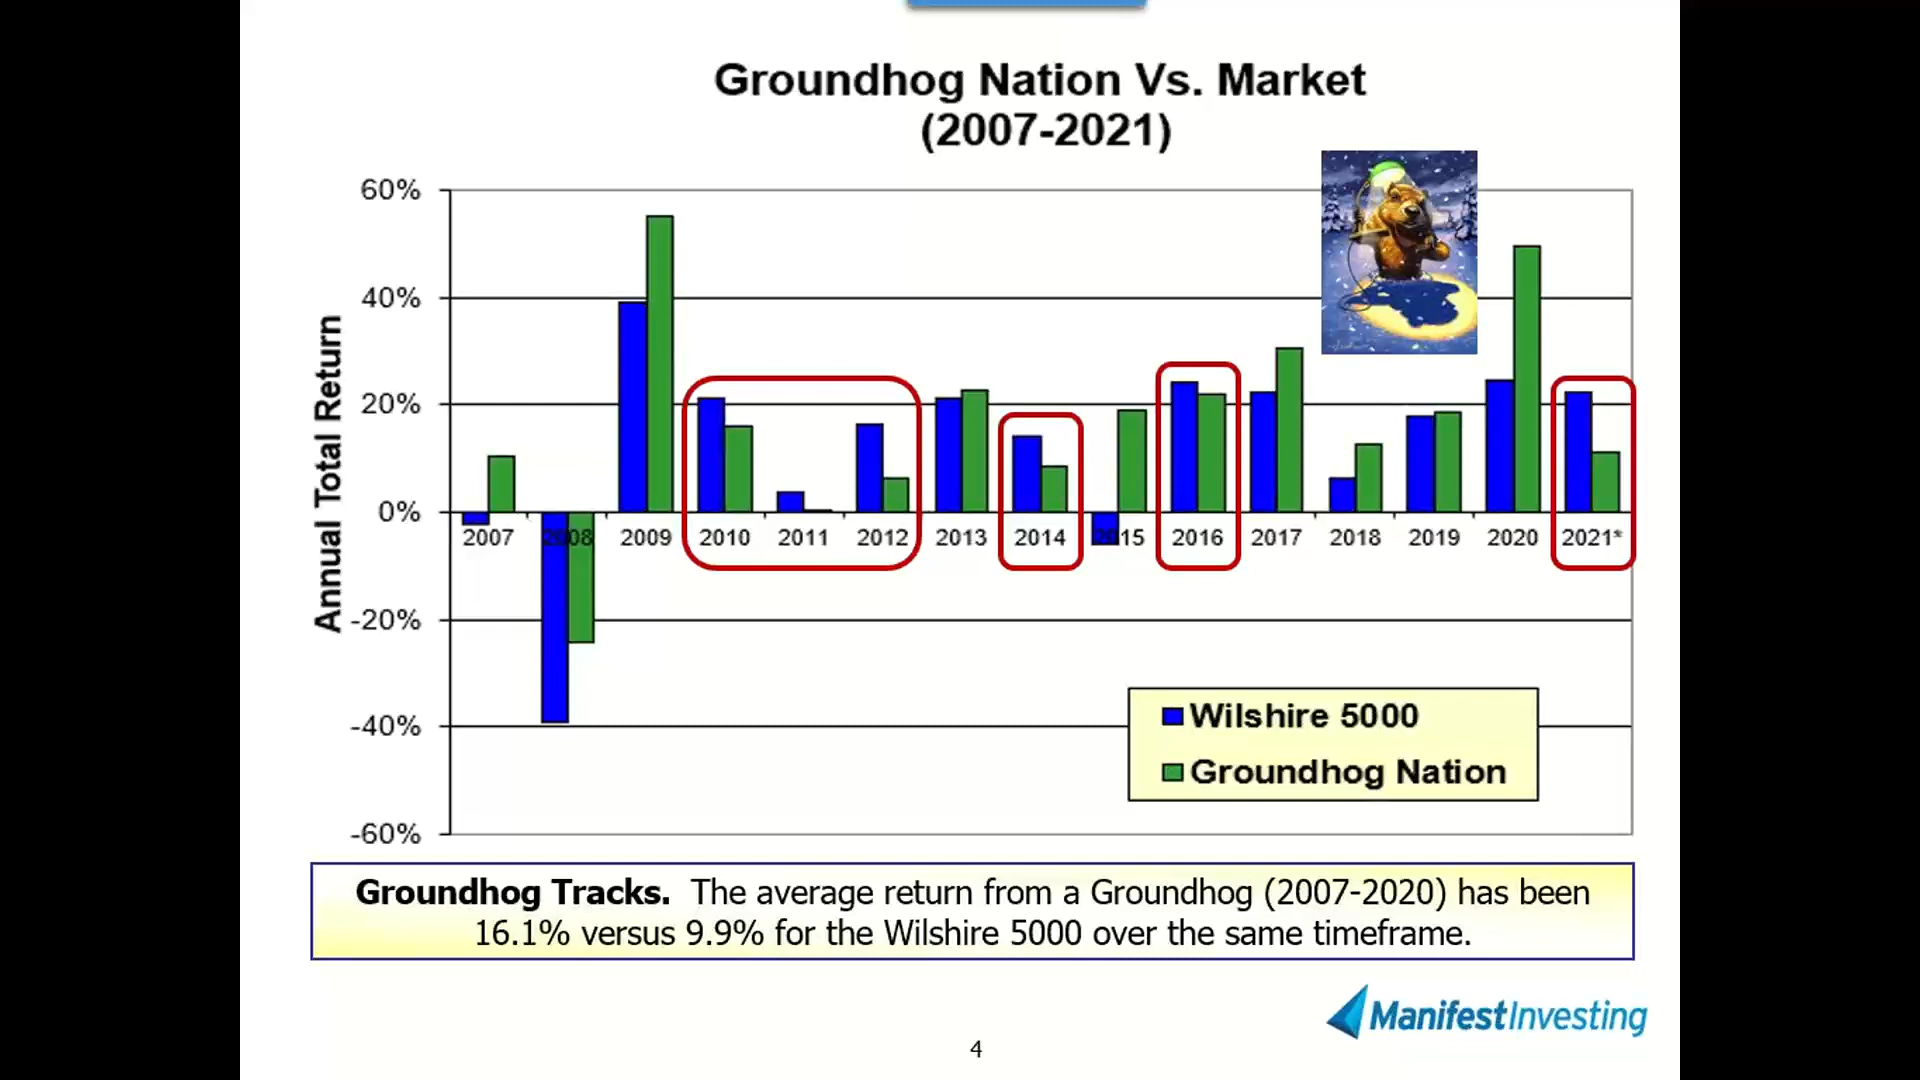 Groundhog Nation Vs. Market
(2007-2021)
60%
40%
20%
0%
-20%
-40%
-60%
Annual Total Return
2007 2008 2009 2010 2011 2012 2013 2014 2015 2016 2017 2018 2019 2020 2021*
Wilshire 5000
Groundhog Nation
Groundhog Tracks. The average return from a Groundhog (2007-2020) has been
16.1% versus 9.9% for the Wilshire 5000 over the same timeframe.
ManifestInvesting
4